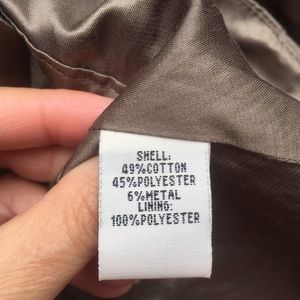 SHELL:
49%COTTON
45%POLYESTER
6%METAL
LINING:
100%POLYESTER